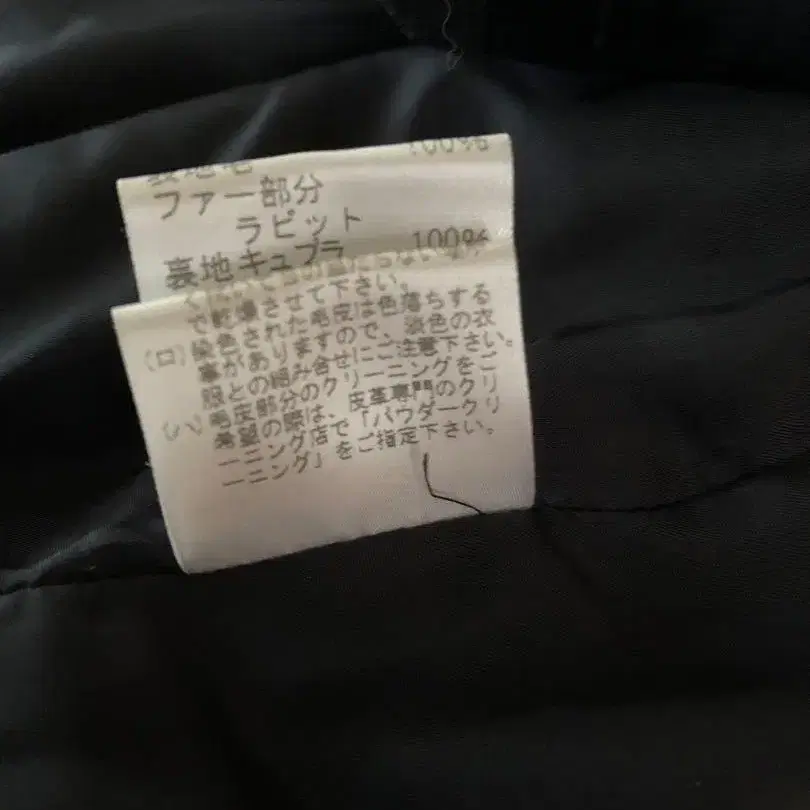 表地毛 100%
ファー部分
ラピット
裏地キュプラ 100%
で乾燥させて下さい。
(ロ) 染色された毛皮は色落ちする
事がありますので、淡色の衣
服との組み合せにご注意下さい。
毛皮部分のクリーニングをご
の際は、皮革専門のクリ
ーニング店で「パウダークリ
ーニング」をご指定下さい。